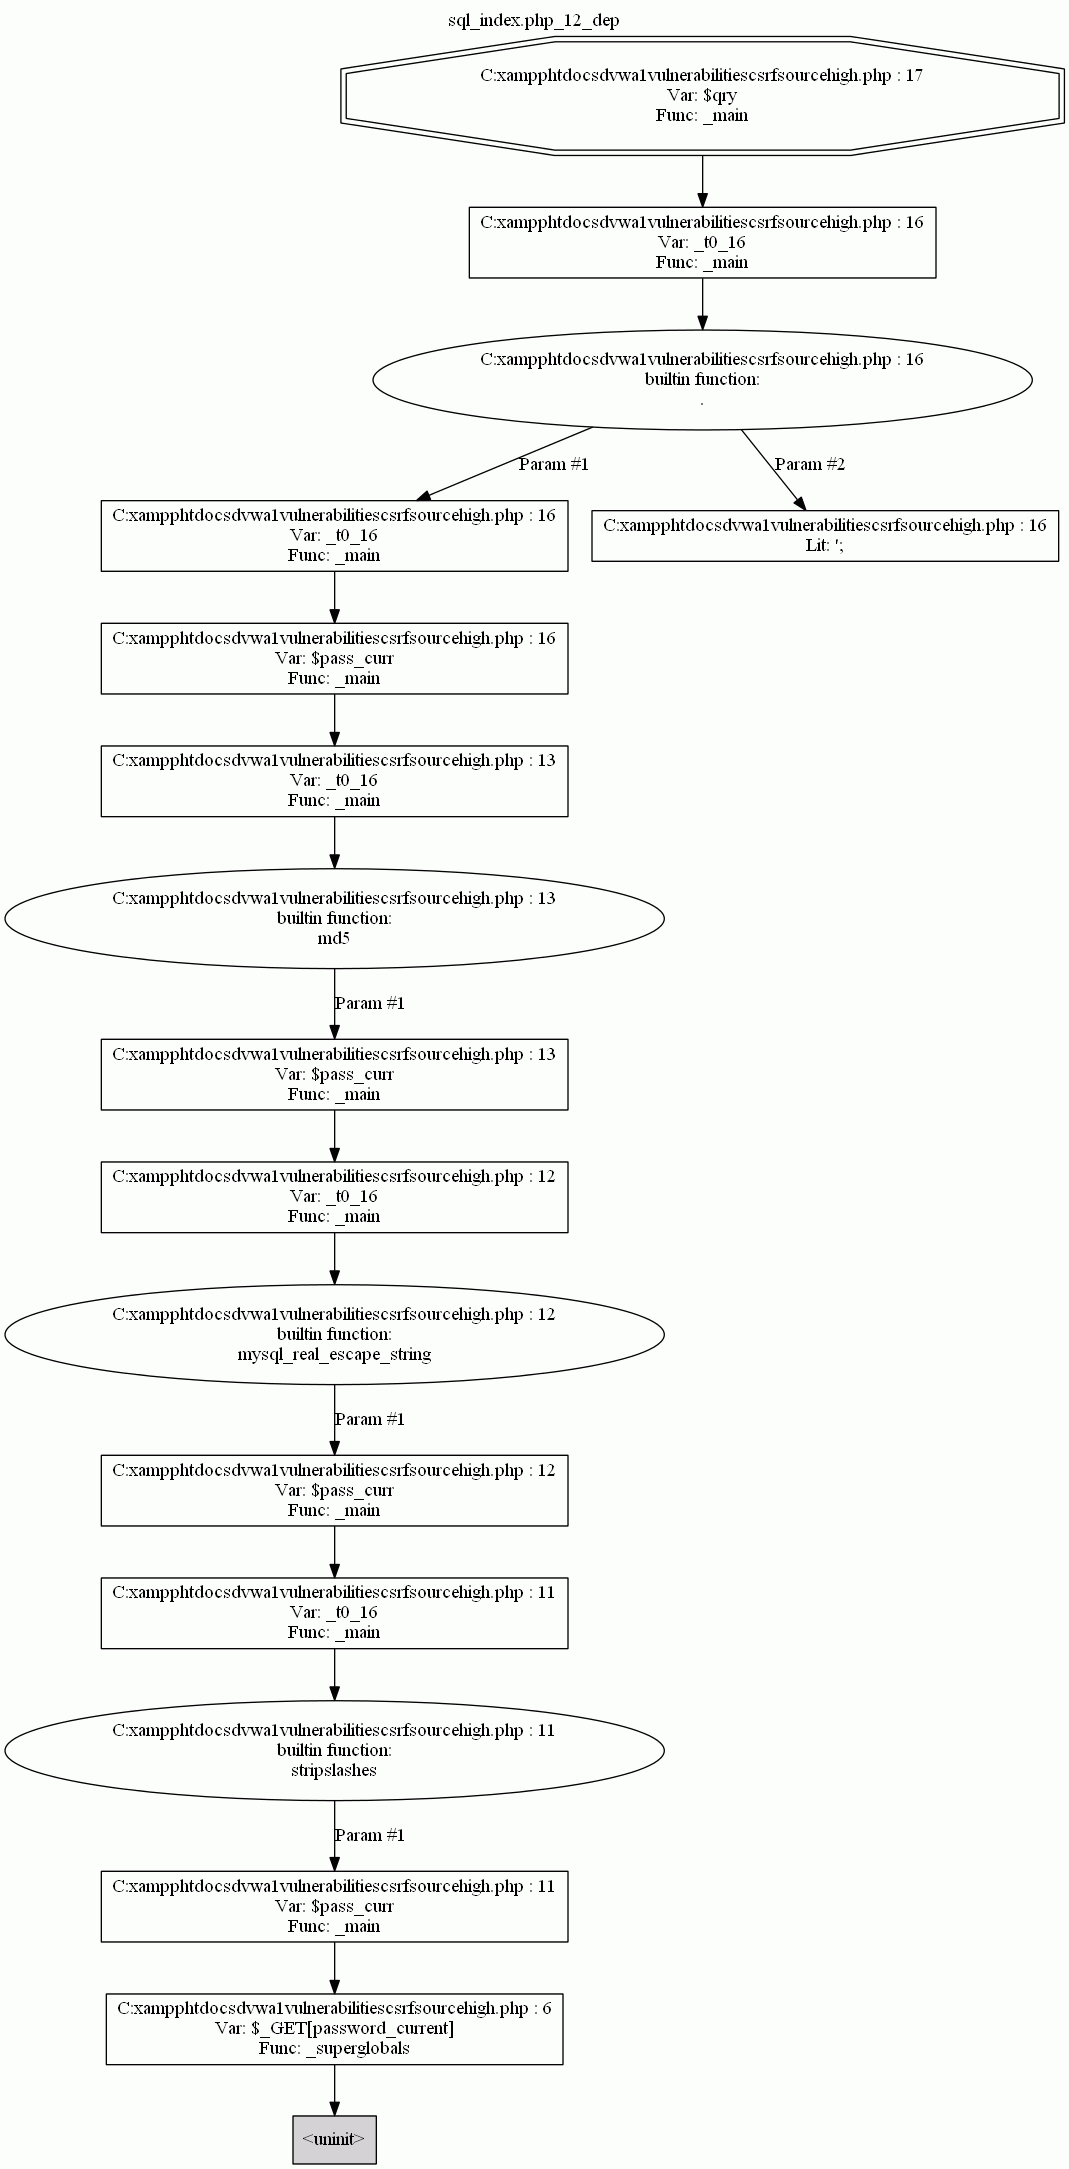 sql_index.php_12_dep
C:xampphtdocsdvwa1vulnerabilitiescsrfsourcehigh.php : 17
Var: $qry
Func: _main
C:xampphtdocsdvwa1vulnerabilitiescsrfsourcehigh.php : 16
Var: _t0_16
Func: _main
C:xampphtdocsdvwa1vulnerabilitiescsrfsourcehigh.php : 16
builtin function:
.
Param #1
Param #2
C:xampphtdocsdvwa1vulnerabilitiescsrfsourcehigh.php : 16
Var: _t0_16
Func: _main
C:xampphtdocsdvwa1vulnerabilitiescsrfsourcehigh.php : 16
Lit: ';
C:xampphtdocsdvwa1vulnerabilitiescsrfsourcehigh.php : 16
Var: $pass_curr
Func: _main
C:xampphtdocsdvwa1vulnerabilitiescsrfsourcehigh.php : 13
Var: _t0_16
Func: _main
C:xampphtdocsdvwa1vulnerabilitiescsrfsourcehigh.php : 13
builtin function:
md5
Param #1
C:xampphtdocsdvwa1vulnerabilitiescsrfsourcehigh.php : 13
Var: $pass_curr
Func: _main
C:xampphtdocsdvwa1vulnerabilitiescsrfsourcehigh.php : 12
Var: _t0_16
Func: _main
C:xampphtdocsdvwa1vulnerabilitiescsrfsourcehigh.php : 12
builtin function:
mysql_real_escape_string
Param #1
C:xampphtdocsdvwa1vulnerabilitiescsrfsourcehigh.php : 12
Var: $pass_curr
Func: _main
C:xampphtdocsdvwa1vulnerabilitiescsrfsourcehigh.php : 11
Var: _t0_16
Func: _main
C:xampphtdocsdvwa1vulnerabilitiescsrfsourcehigh.php : 11
builtin function:
stripslashes
Param #1
C:xampphtdocsdvwa1vulnerabilitiescsrfsourcehigh.php : 11
Var: $pass_curr
Func: _main
C:xampphtdocsdvwa1vulnerabilitiescsrfsourcehigh.php : 6
Var: $_GET[password_current]
Func: _superglobals
<uninit>